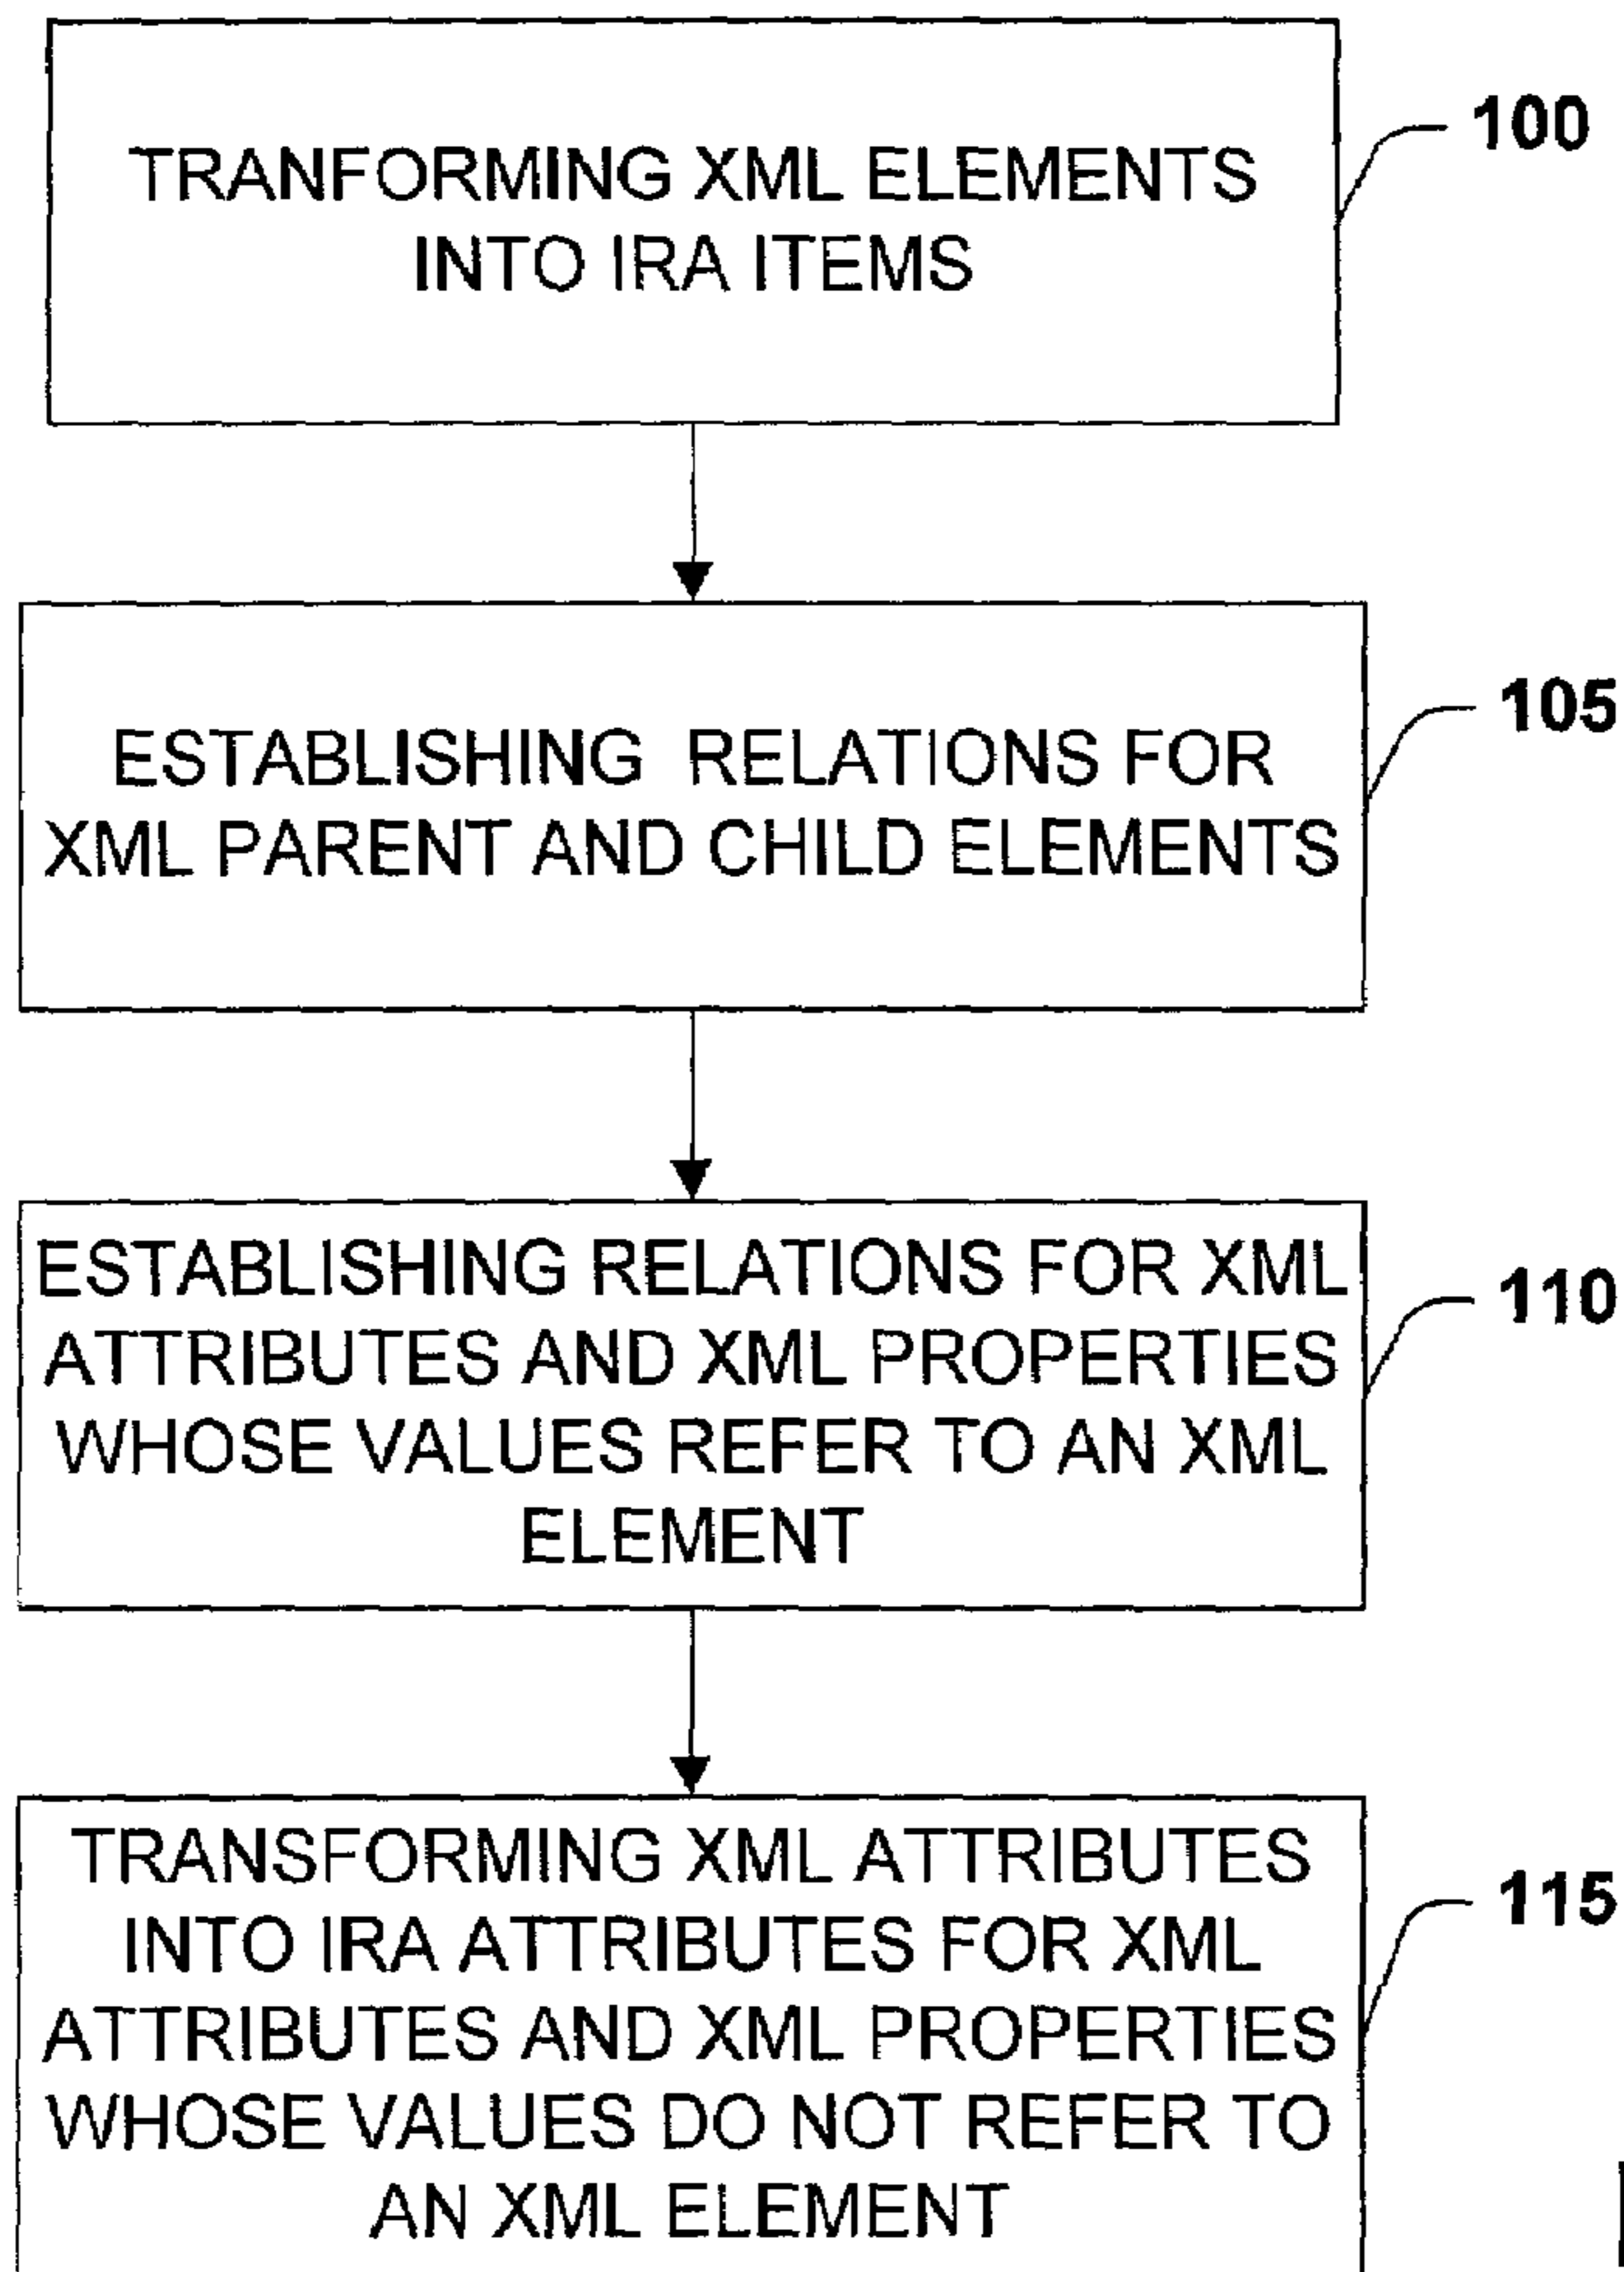 TRANFORMING XML ELEMENTS
INTO IRA ITEMS
100
ESTABLISHING RELATIONS FOR
XML PARENT AND CHILD ELEMENTS
105
ESTABLISHING RELATIONS FOR XML
ATTRIBUTES AND XML PROPERTIES
WHOSE VALUES REFER TO AN XML
ELEMENT
110
TRANSFORMING XML ATTRIBUTES
INTO IRA ATTRIBUTES FOR XML
ATTRIBUTES AND XML PROPERTIES
WHOSE VALUES DO NOT REFER TO
AN XML ELEMENT
115